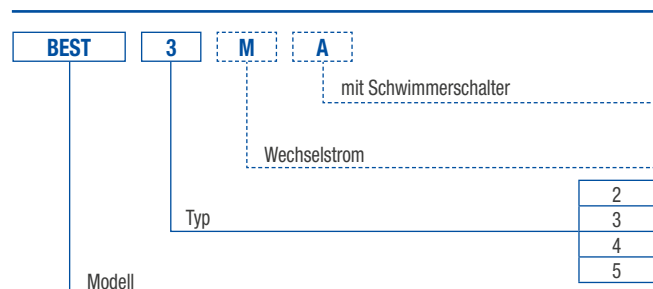 BEST 3 M A
mit Schwimmerschalter
Wechselstrom
2
Typ 3
4
5
Modell